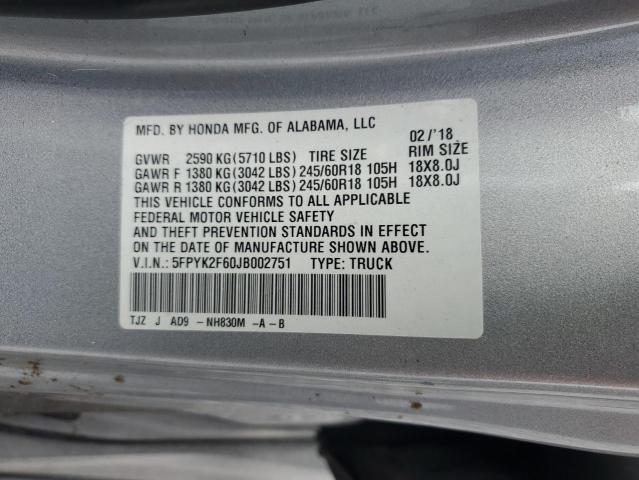 MFD. BY HONDA MFG. OF ALABAMA, LLC
02/'18
GVWR 2590 KG(5710 LBS) TIRE SIZE RIM SIZE
GAWR F 1380 KG(3042 LBS)245/60R18 105H 18X8.0J
GAWR R 1380 KG(3042 LBS)245/60R18 105H 18X8.0J
THIS VEHICLE CONFORMS TO ALL APPLICABLE
FEDERAL MOTOR VEHICLE SAFETY
AND THEFT PREVENTION STANDARDS IN EFFECT
ON THE DATE OF MANUFACTURE SHOWN ABOVE.
V.I.N.: 5FPYK2F60JB002751 TYPE: TRUCK
TJZ J AD9 -NH830M -A-B